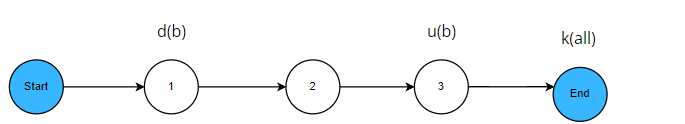 d(b)
u(b)
k(all)
Start
1
2
3
End